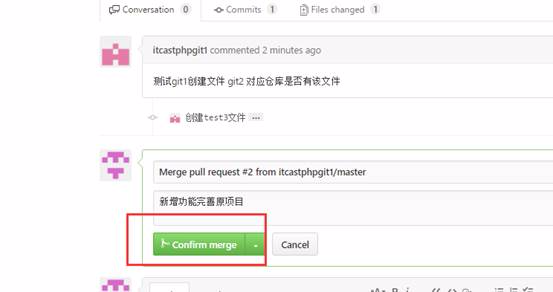 Conversation 0 Commits 1 Files changed 1
itcastphpgit1 commented 2 minutes ago
测试git1创建文件 git2 对应仓库是否有该文件
创建test3文件 ...
Merge pull request #2 from itcastphpgit1/master
新增功能完善原项目
Confirm merge Cancel